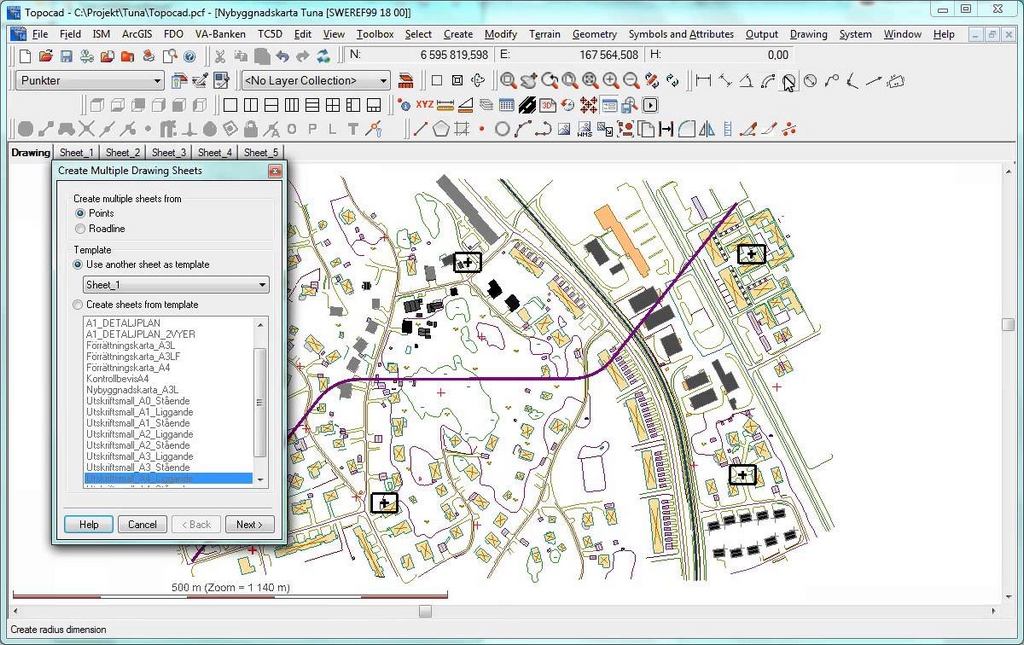 Topocad - C:\Projekt\Tuna\Topocad.pcf - [Nybyggnadskarta Tuna [SWEREF99 18 00]]
File Field ISM ArcGIS FDO VA-Banken TC5D Edit View Toolbox Select Create Modify Terrain Geometry Symbols and Attributes Output Drawing System Window Help
N: 6 595 819,598 E: 167 564,508 H: 0,00
Punkter <No Layer Collection>
XYZ
O P L T
WMS
Drawing Sheet_1 Sheet_2 Sheet_3 Sheet_4 Sheet_5
Create Multiple Drawing Sheets
Create multiple sheets from
Points
Roadline
Template
Use another sheet as template
Sheet_1
Create sheets from template
A1_DETALJPLAN
A1_DETALJPLAN_2VYER
Förrättningskarta_A3L
Förrättningskarta_A3LF
Förrättningskarta_A4
KontrollbevisA4
Nybyggnadskarta_A3L
Utskriftsmall_A0_Stående
Utskriftsmall_A1_Liggande
Utskriftsmall_A1_Stående
Utskriftsmall_A2_Liggande
Utskriftsmall_A2_Stående
Utskriftsmall_A3_Liggande
Utskriftsmall_A3_Stående
Utskriftsmall_A4_Liggande
Help Cancel < Back Next >
500 m (Zoom = 1 140 m)
Create radius dimension